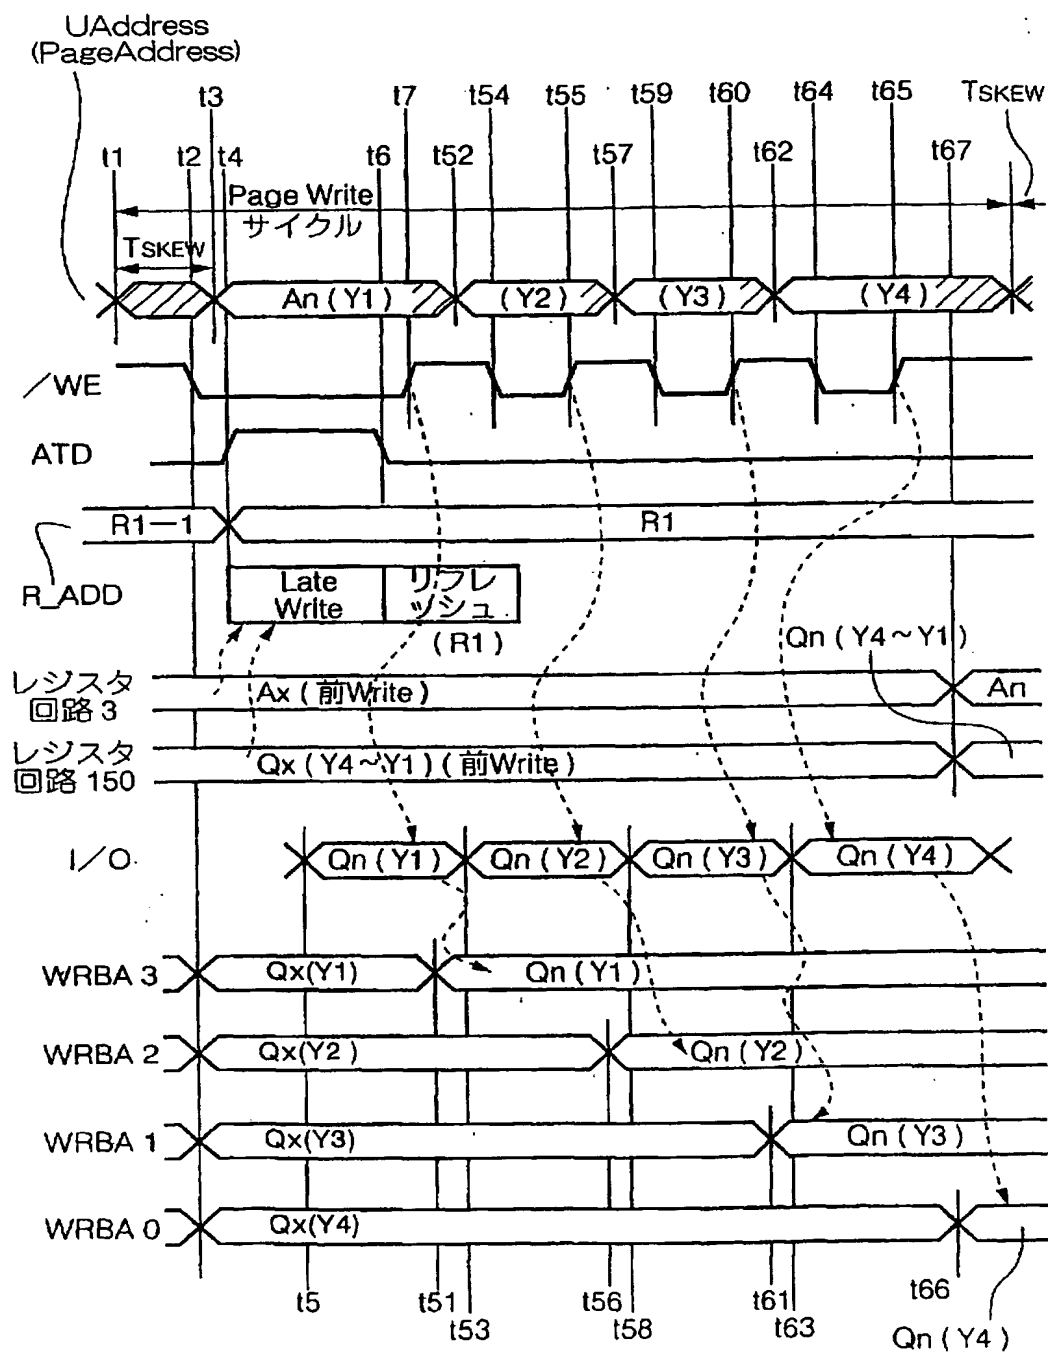 UAddress
(PageAddress)
t3
t7
t54
t55
t59
t60
t64
t65
TSKEW
t1
t2
t4
t6
t52
t57
t62
t67
Page Write
サイクル
TSKEW
An ( Y1 )
( Y2 )
( Y3 )
( Y4 )
／WE
ATD
R1－1
R1
R_ADD
Late
Write
リフレ
ッシュ
( R1 )
Qn ( Y4～Y1 )
レジスタ
回路 3
Ax ( 前Write )
An
レジスタ
回路 150
Qx ( Y4～Y1 ) ( 前Write )
I／O
Qn ( Y1 )
Qn ( Y2 )
Qn ( Y3 )
Qn ( Y4 )
WRBA 3
Qx(Y1)
Qn ( Y1 )
WRBA 2
Qx(Y2)
Qn ( Y2 )
WRBA 1
Qx(Y3)
Qn ( Y3 )
WRBA 0
Qx(Y4)
t5
t51
t53
t56
t58
t61
t63
t66
Qn ( Y4 )